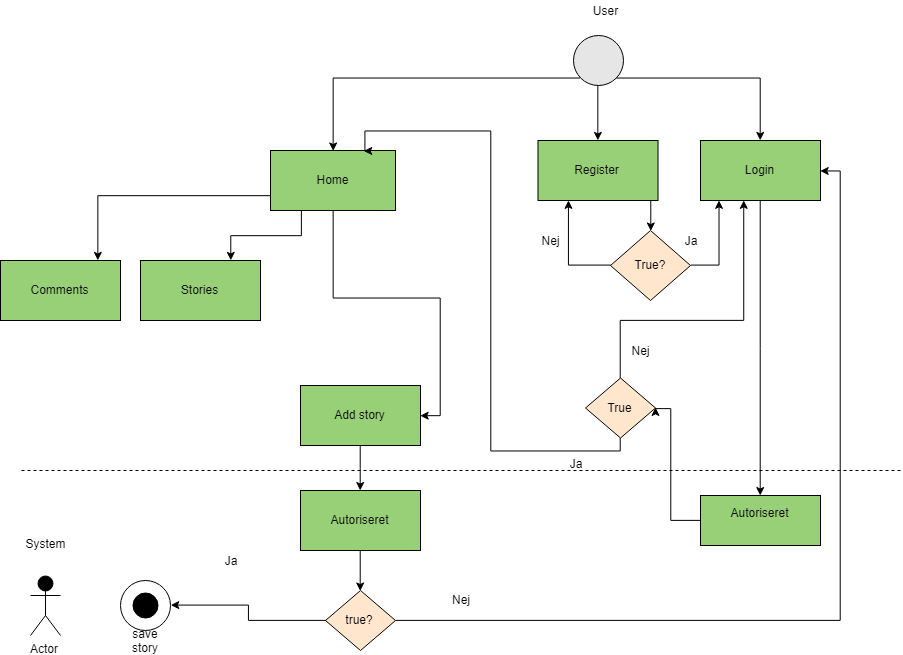 User
Home
Register
Login
Nej
Ja
True?
Comments
Stories
Nej
True
Add story
Ja
Autoriseret
Autoriseret
System
Ja
Nej
true?
save
story
Actor